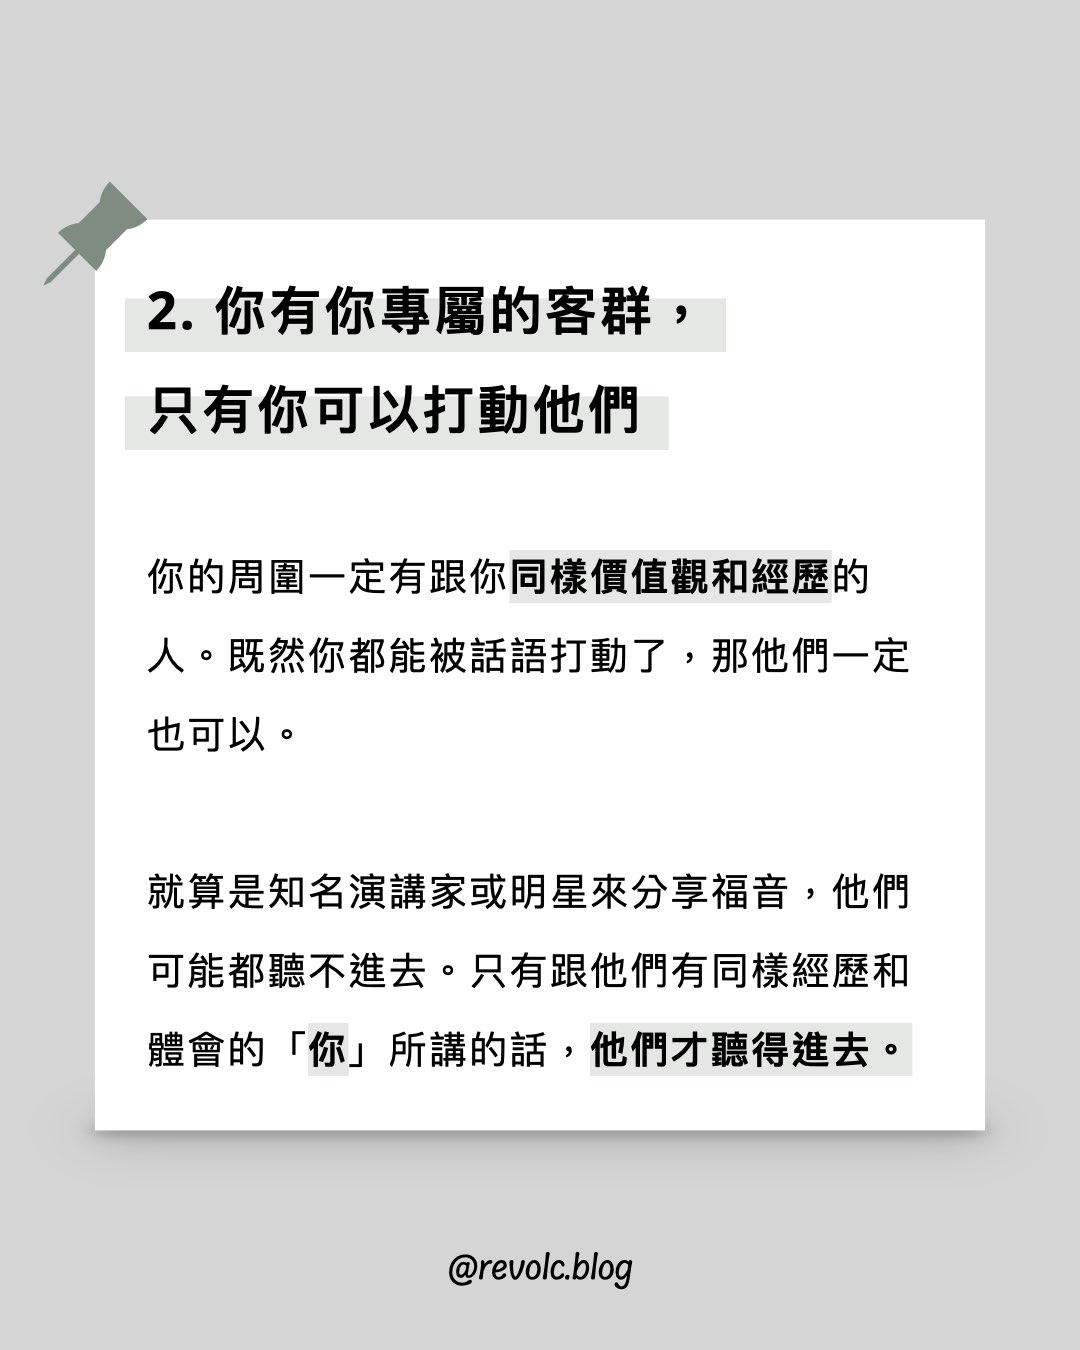 2. 你有你專屬的客群，
只有你可以打動他們
你的周圍一定有跟你同樣價值觀和經歷的
人。既然你都能被話語打動了，那他們一定
也可以。
就算是知名演講家或明星來分享福音，他們
可能都聽不進去。只有跟他們有同樣經歷和
體會的「你」所講的話，他們才聽得進去。
@revolc.blog